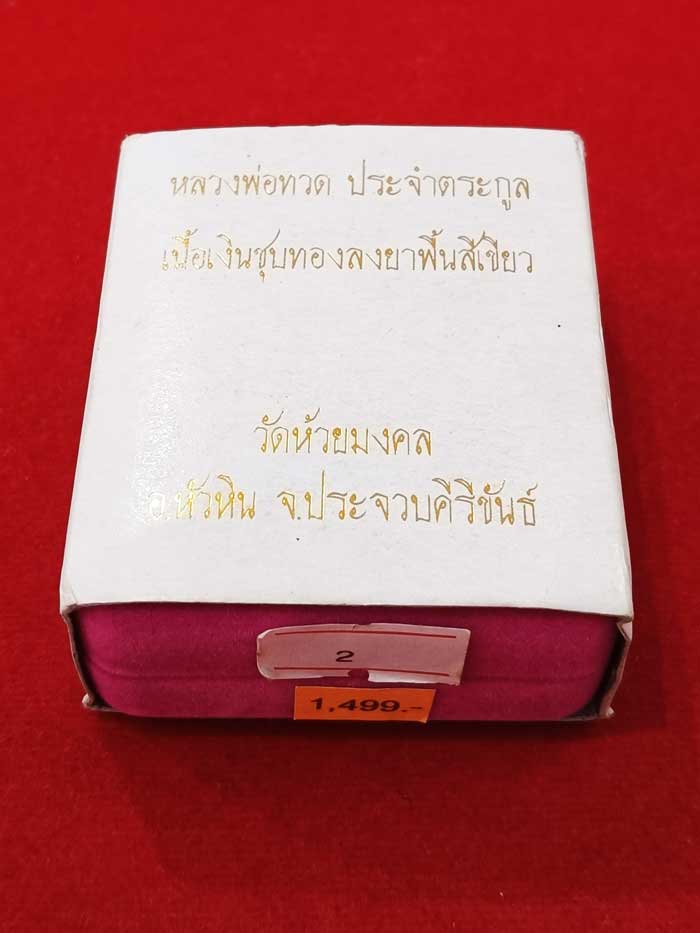 หลวงพ่อทวด ประจำตระกูล
เนื้อเงินชุบทองลงยาพื้นสีเขียว
วัดห้วยมงคล
อ.หัวหิน จ.ประจวบคีรีขันธ์
2
1,499.-